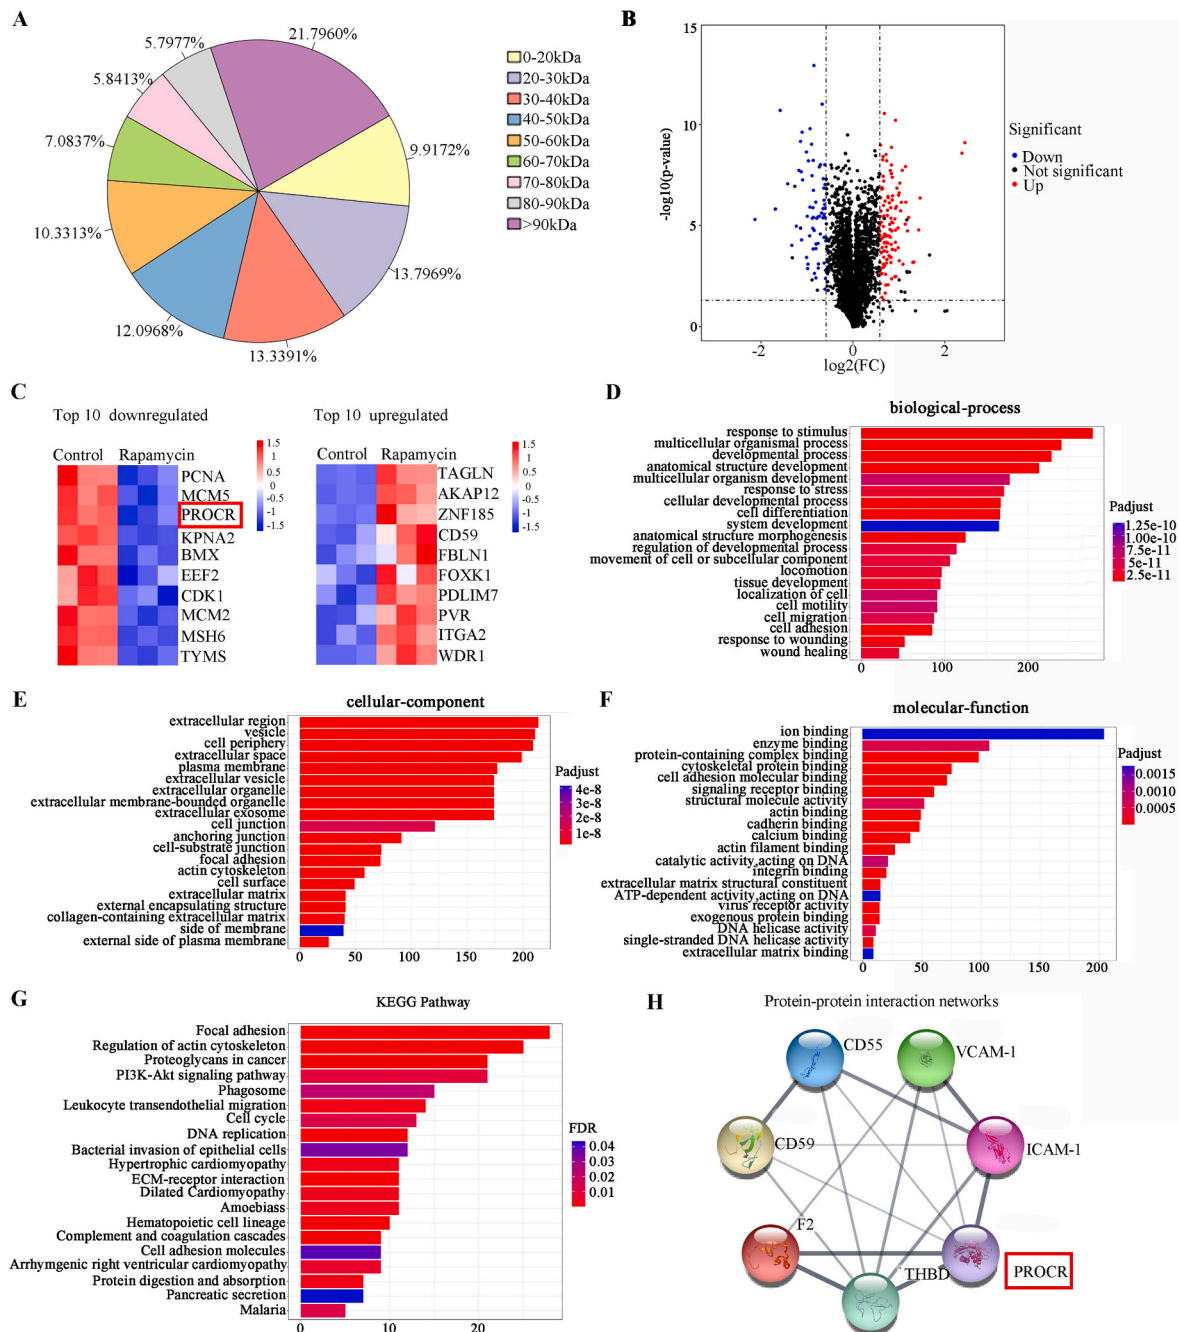 A
5.7977%
21.7960%
5.8413%
7.0837%
9.9172%
10.3313%
13.7969%
12.0968%
13.3391%
0-20kDa
20-30kDa
30-40kDa
40-50kDa
50-60kDa
60-70kDa
70-80kDa
80-90kDa
>90kDa
B
15
10
5
0
-log10(p-value)
-2
0
2
log2(FC)
Significant
Down
Not significant
Up
C
Top 10 downregulated
Control
Rapamycin
PCNA
MCM5
PROCR
KPNA2
BMX
EEF2
CDK1
MCM2
MSH6
TYMS
1.5
1
0.5
0
-0.5
-1
-1.5
Top 10 upregulated
Control
Rapamycin
TAGLN
AKAP12
ZNF185
CD59
FBLN1
FOXK1
PDLIM7
PVR
ITGA2
WDR1
1.5
1
0.5
0
-0.5
-1
-1.5
D
biological-process
response to stimulus
multicellular organismal process
developmental process
anatomical structure development
multicellular organism development
response to stress
cellular developmental process
cell differentiation
system development
anatomical structure morphogenesis
regulation of developmental process
movement of cell or subcellular component
locomotion
tissue development
localization of cell
cell motility
cell migration
cell adhesion
response to wounding
wound healing
0
100
200
Padjust
1.25e-10
1.00e-10
7.5e-11
5e-11
2.5e-11
E
cellular-component
extracellular region
vesicle
cell periphery
extracellular space
plasma membrane
extracellular vesicle
extracellular organelle
extracellular membrane-bounded organelle
extracellular exosome
cell junction
anchoring junction
cell-substrate junction
focal adhesion
actin cytoskeleton
cell surface
extracellular matrix
external encapsulating structure
collagen-containing extracellular matrix
side of membrane
external side of plasma membrane
0
50
100
150
200
Padjust
4e-8
3e-8
2e-8
1e-8
F
molecular-function
ion binding
enzyme binding
protein-containing complex binding
cytoskeletal protein binding
cell adhesion molecular binding
signaling receptor binding
structural molecule activity
actin binding
cadherin binding
calcium binding
actin filament binding
catalytic activity,acting on DNA
integrin binding
extracellular matrix structural constituent
ATP-dependent activity,acting on DNA
virus receptor activity
exogenous protein binding
DNA helicase activity
single-stranded DNA helicase activity
extracellular matrix binding
0
50
100
150
200
Padjust
0.0015
0.0010
0.0005
G
KEGG Pathway
Focal adhesion
Regulation of actin cytoskeleton
Proteoglycans in cancer
PI3K-Akt signaling pathway
Phagosome
Leukocyte transendothelial migration
Cell cycle
DNA replication
Bacterial invasion of epithelial cells
Hypertrophic cardiomyopathy
ECM-receptor interaction
Dilated Cardiomyopathy
Amoebiass
Hematopoietic cell lineage
Complement and coagulation cascades
Cell adhesion molecules
Arrhymgenic right ventricular cardiomyopathy
Protein digestion and absorption
Pancreatic secretion
Malaria
0
10
20
FDR
0.04
0.03
0.02
0.01
H
Protein-protein interaction networks
CD55
VCAM-1
CD59
ICAM-1
F2
THBD
PROCR